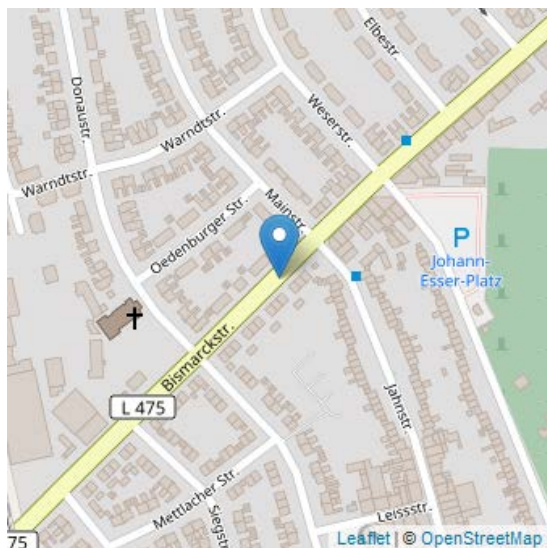 Elbestr.
Donaustr.
Weserstr.
Warndtstr.
Warndtstr.
Oedenburger Str.
Mainstr.
P
Johann-
Esser-Platz
Bismarckstr.
L 475
Jahnstr.
Mettlacher Str.
Siegstr.
Leissstr.
75
Leaflet | © OpenStreetMap